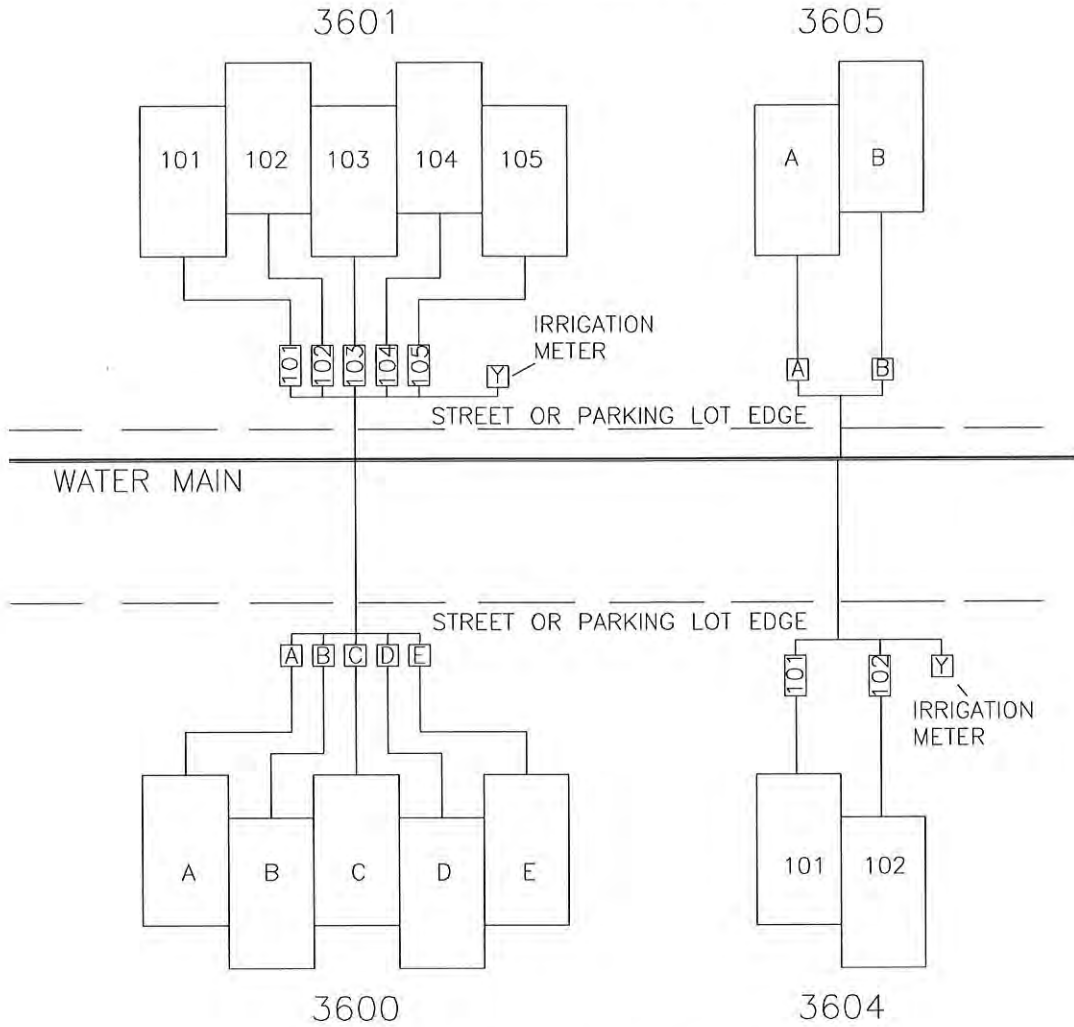 3601
3605
101
102
103
104
105
A
B
IRRIGATION
METER
101
102
103
104
105
Y
A
B
STREET OR PARKING LOT EDGE
WATER MAIN
STREET OR PARKING LOT EDGE
A
B
C
D
E
101
102
Y
IRRIGATION
METER
A
B
C
D
E
101
102
3600
3604